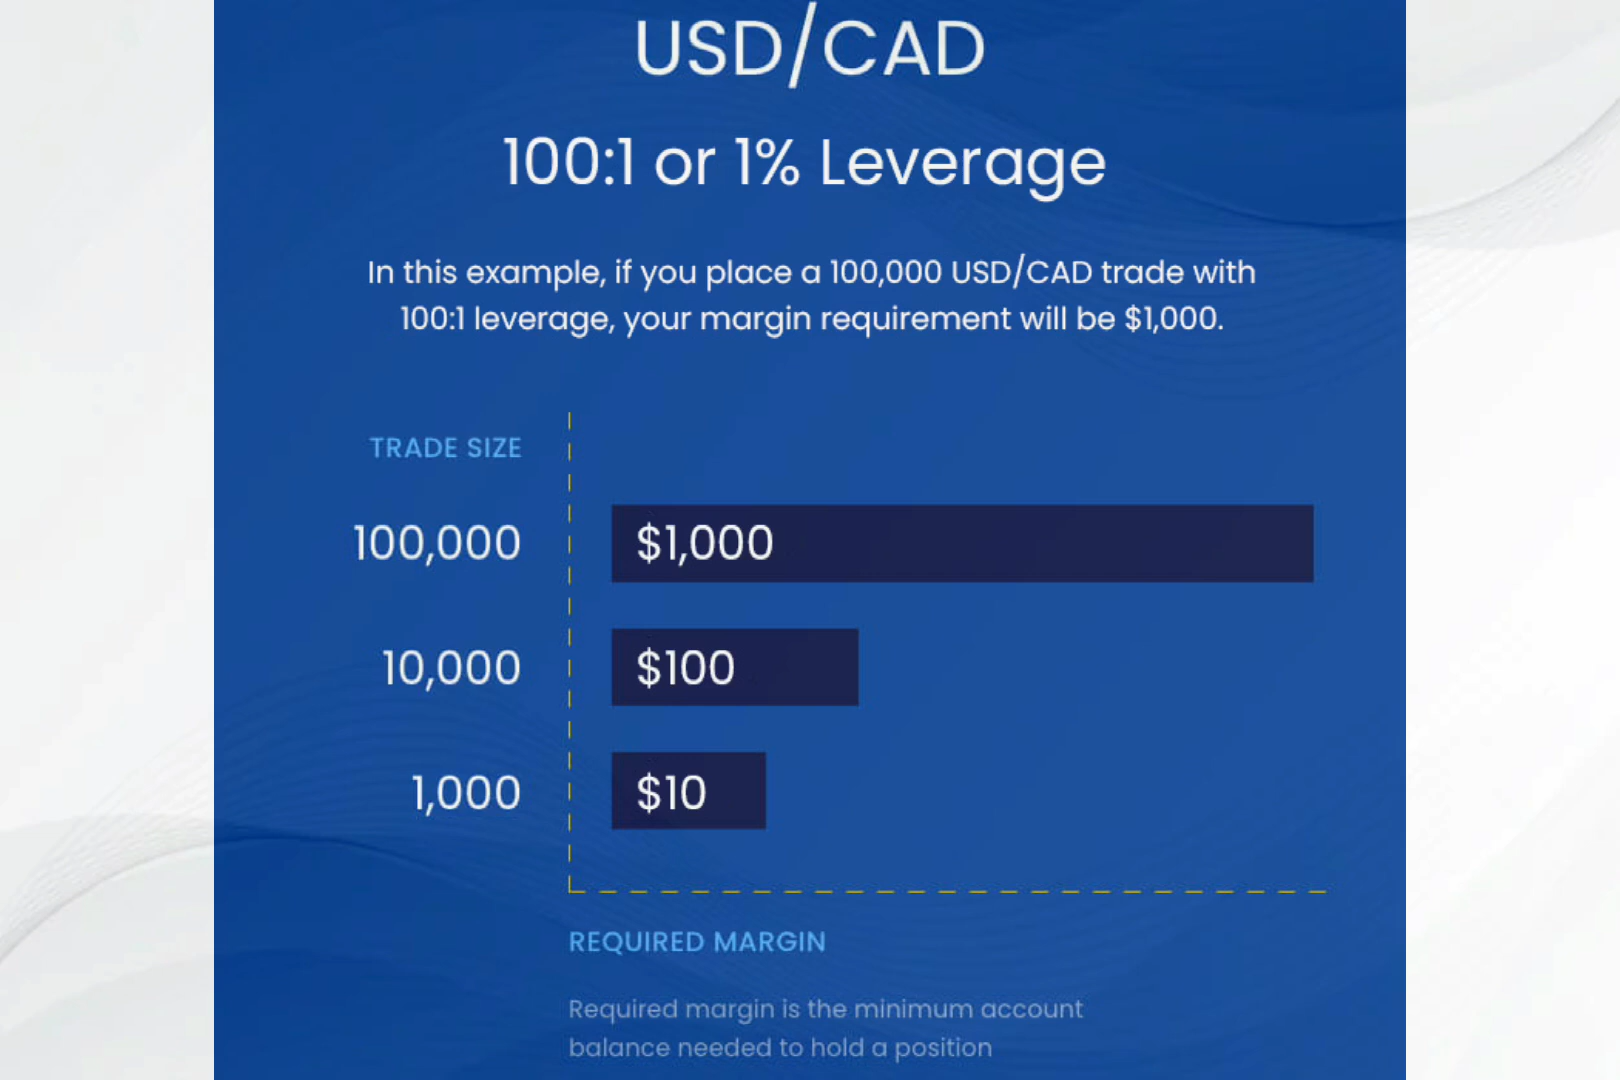 USD/CAD
100:1 or 1% Leverage
In this example, if you place a 100,000 USD/CAD trade with
100:1 leverage, your margin requirement will be $1,000.
TRADE SIZE
100,000 $1,000
10,000 $100
1,000 $10
REQUIRED MARGIN
Required margin is the minimum account
balance needed to hold a position